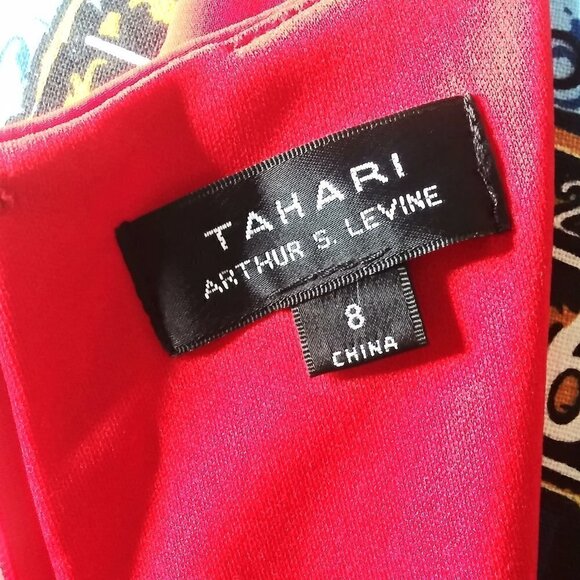 TAHARI
ARTHUR S. LEVINE
8
CHINA